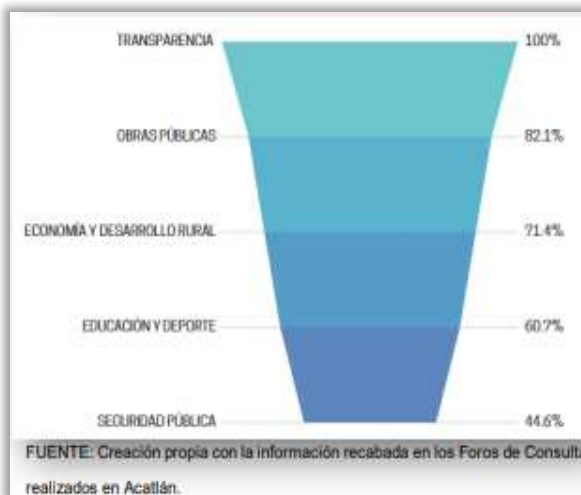 TRANSPARENCIA 100%
OBRAS PÚBLICAS 82.1%
ECONOMÍA Y DESARROLLO RURAL 71.4%
EDUCACIÓN Y DEPORTE 60.7%
SEGURIDAD PÚBLICA 44.6%
FUENTE: Creación propia con la información recabada en los Foros de Consulta
realizados en Acatlán.